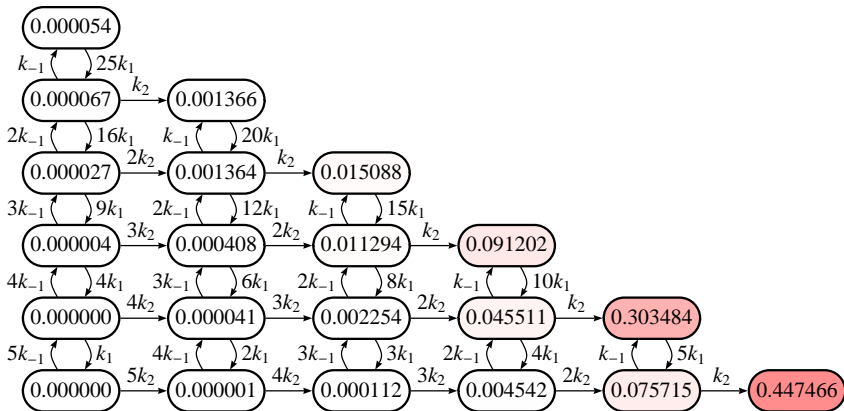 0.000054
k₋₁ 25k₁
k₂
0.000067 0.001366
2k₋₁ 16k₁ k₋₁ 20k₁
2k₂ k₂
0.000027 0.001364 0.015088
3k₋₁ 9k₁ 2k₋₁ 12k₁ k₋₁ 15k₁
3k₂ 2k₂ k₂
0.000004 0.000408 0.011294 0.091202
4k₋₁ 4k₁ 3k₋₁ 6k₁ 2k₋₁ 8k₁ k₋₁ 10k₁
4k₂ 3k₂ 2k₂ k₂
0.000000 0.000041 0.002254 0.045511 0.303484
5k₋₁ k₁ 4k₋₁ 2k₁ 3k₋₁ 3k₁ 2k₋₁ 4k₁ k₋₁ 5k₁
5k₂ 4k₂ 3k₂ 2k₂ k₂
0.000000 0.000001 0.000112 0.004542 0.075715 0.447466